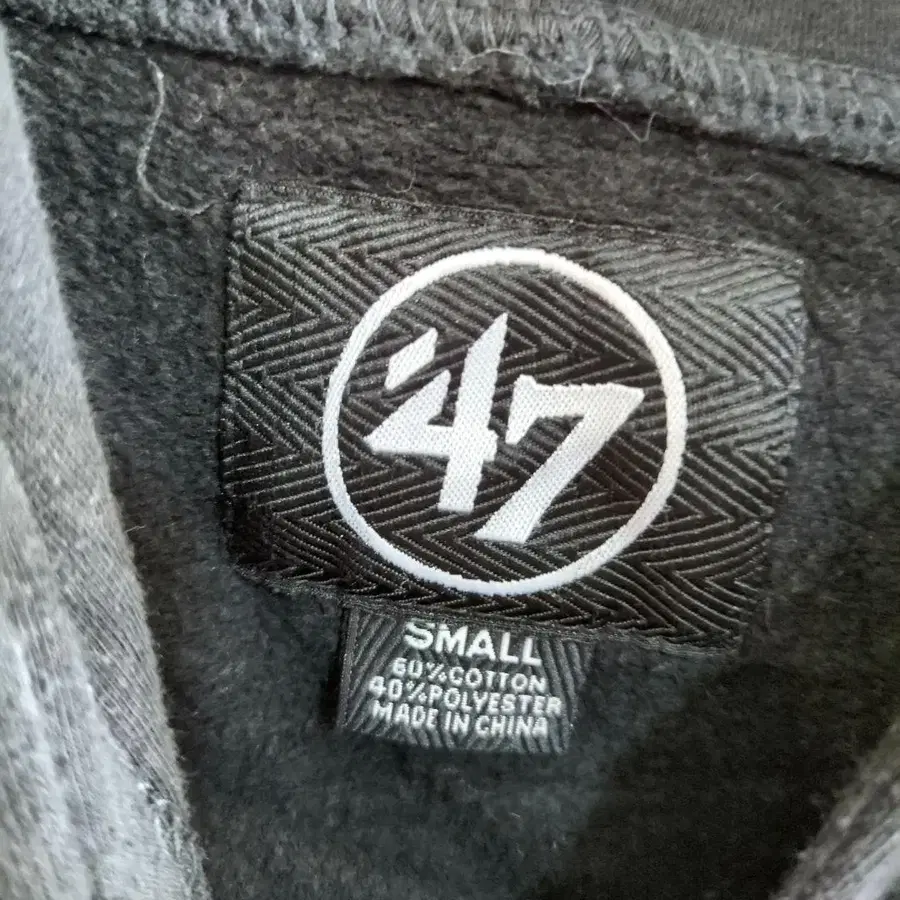 '47
SMALL
60%COTTON
40%POLYESTER
MADE IN CHINA